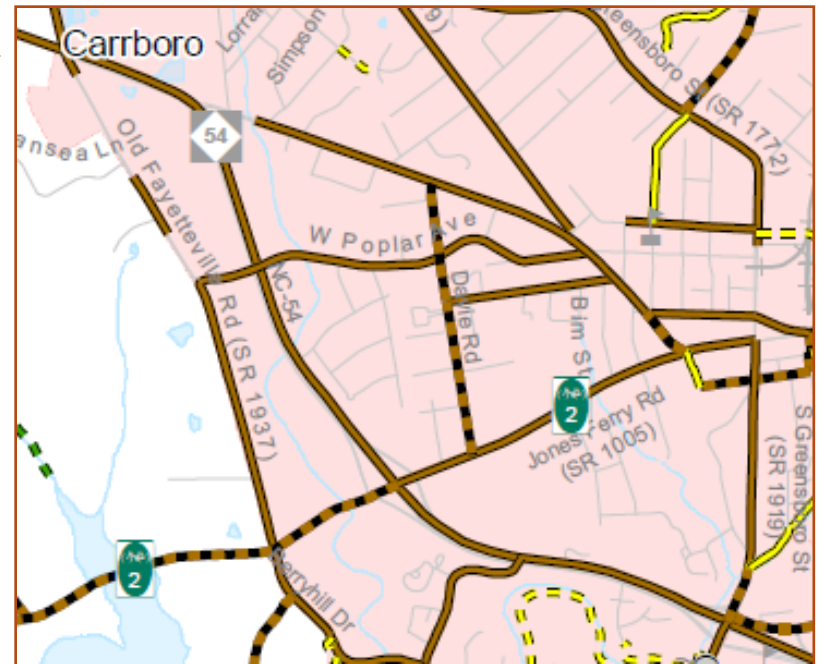 Carrboro
Simpson
9)
Greensboro St (SR 1772)
54
ansea Ln
Old Fayetteville Rd (SR 1937)
W Poplar Ave
NC-54
Davie Rd
Bim St
2
Jones Ferry Rd
(SR 1005)
S Greensboro St
(SR 1919)
2
Berryhill Dr